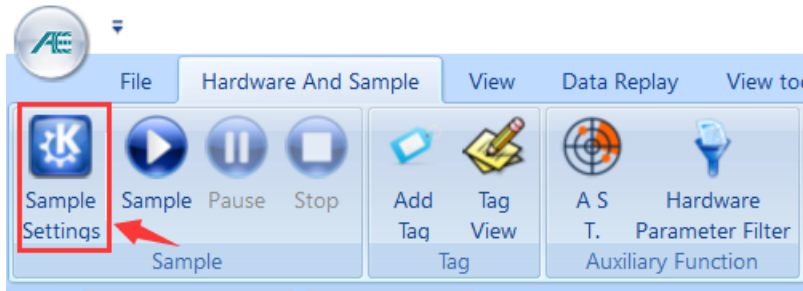 AE
File Hardware And Sample View Data Replay View too
Sample Sample Pause Stop Add Tag A S Hardware
Settings Tag View T. Parameter Filter
Sample Tag Auxiliary Function